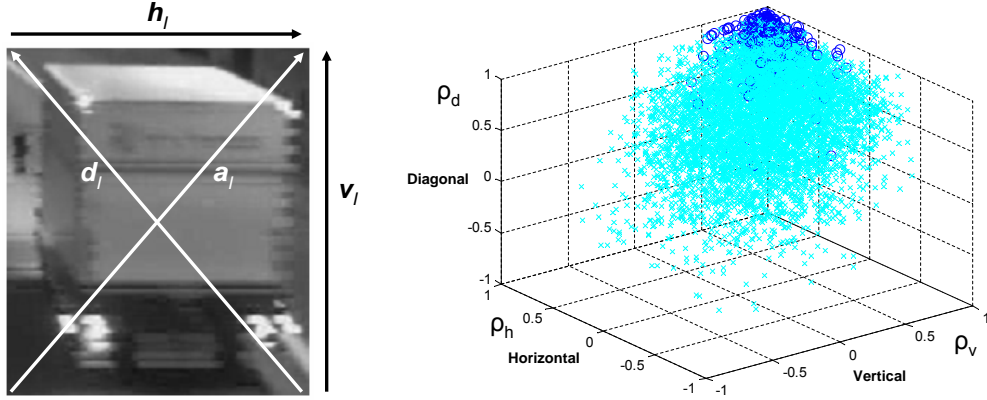 h_l
d_l
a_l
v_l
ρ_d
Diagonal
1
0.5
0
-0.5
-1
1
0.5
0
-0.5
-1
ρ_h
Horizontal
-1
-0.5
0
0.5
1
ρ_v
Vertical